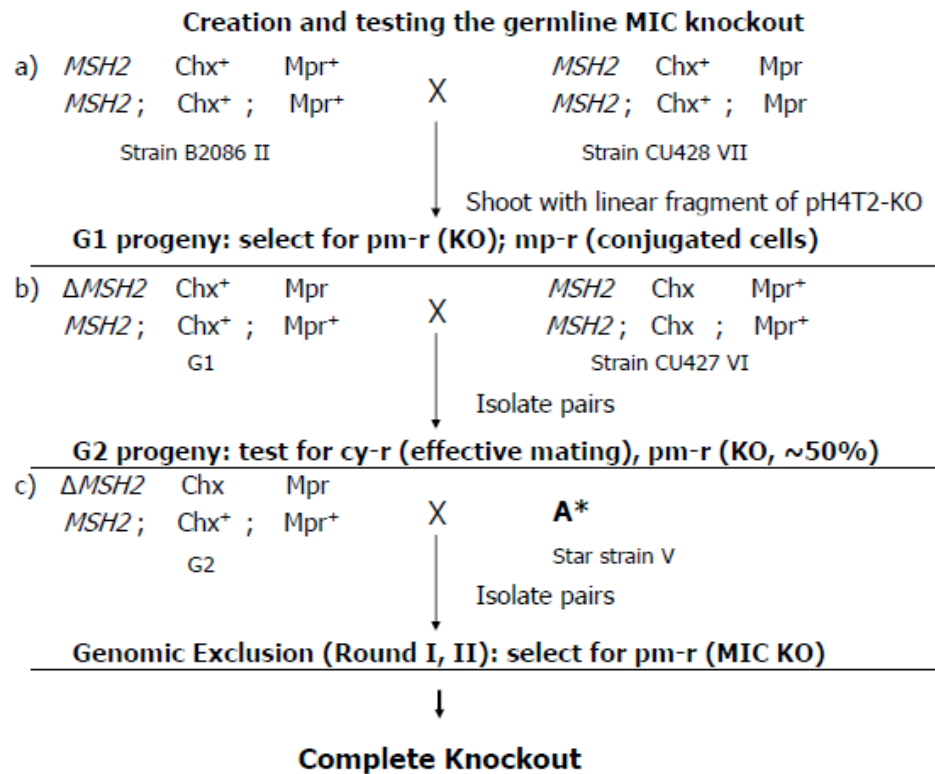 Creation and testing the germline MIC knockout
a) MSH2 Chx⁺ Mpr⁺ MSH2 Chx⁺ Mpr
X
MSH2 ; Chx⁺ ; Mpr⁺ MSH2 ; Chx⁺ ; Mpr
Strain B2086 II Strain CU428 VII
Shoot with linear fragment of pH4T2-KO
G1 progeny: select for pm-r (KO); mp-r (conjugated cells)
b) ΔMSH2 Chx⁺ Mpr MSH2 Chx Mpr⁺
X
MSH2 ; Chx⁺ ; Mpr⁺ MSH2 ; Chx ; Mpr⁺
G1 Strain CU427 VI
Isolate pairs
G2 progeny: test for cy-r (effective mating), pm-r (KO, ~50%)
c) ΔMSH2 Chx Mpr
X A*
MSH2 ; Chx⁺ ; Mpr⁺
G2 Star strain V
Isolate pairs
Genomic Exclusion (Round I, II): select for pm-r (MIC KO)
Complete Knockout